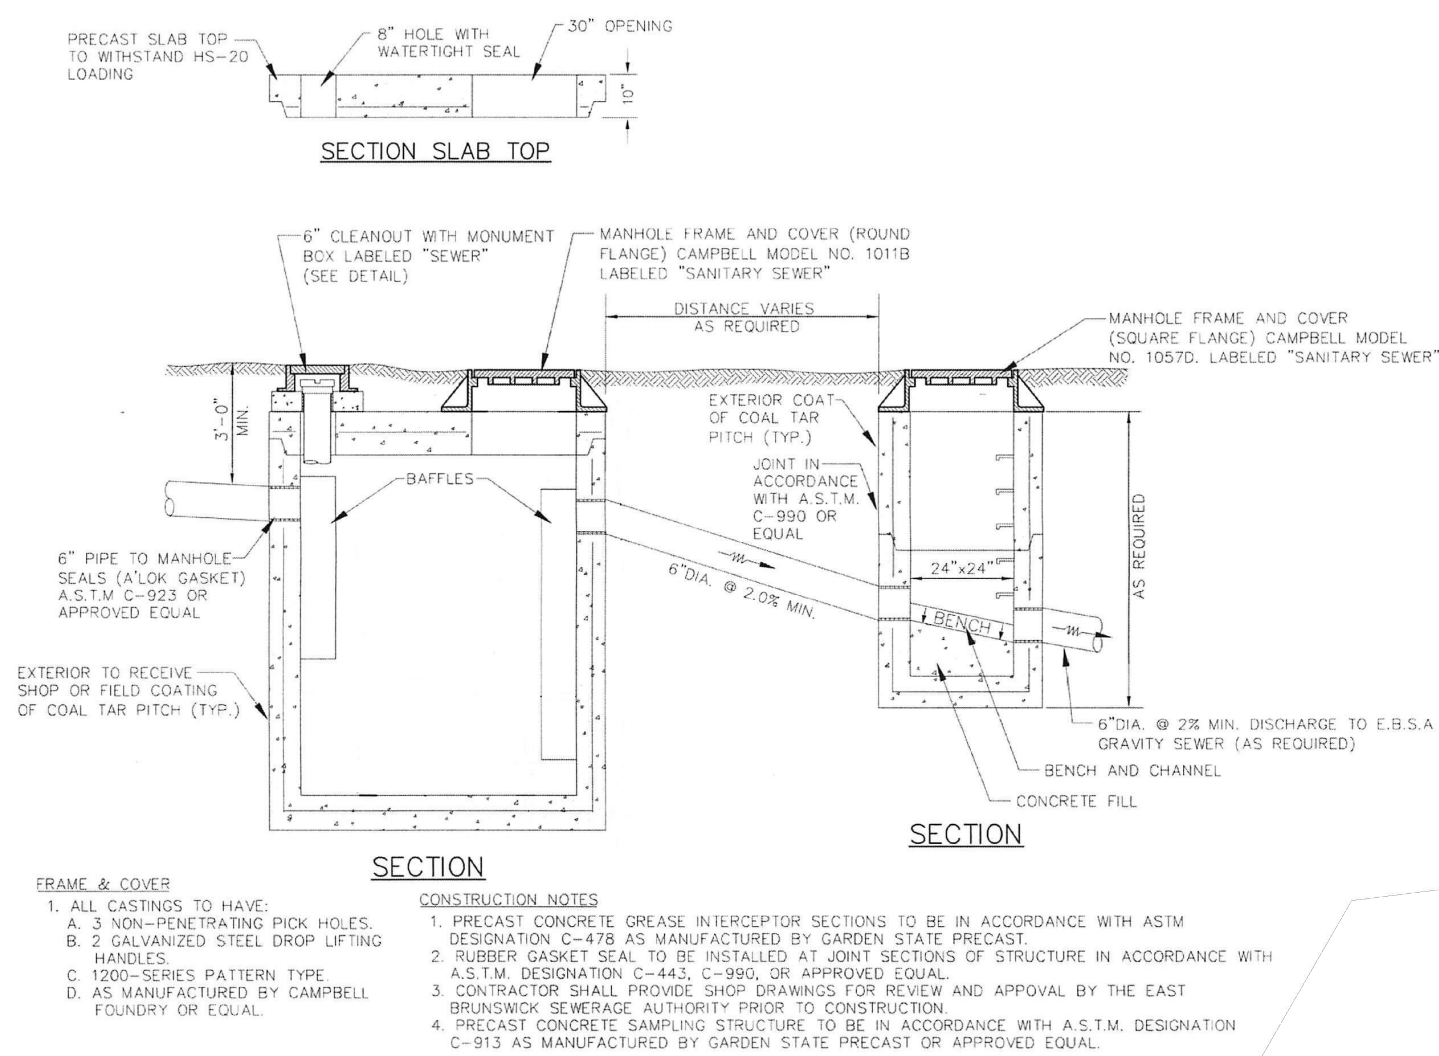 PRECAST SLAB TOP
TO WITHSTAND HS-20
LOADING
8" HOLE WITH
WATERTIGHT SEAL
30" OPENING
10"
SECTION SLAB TOP
6" CLEANOUT WITH MONUMENT
BOX LABELED "SEWER"
(SEE DETAIL)
MANHOLE FRAME AND COVER (ROUND
FLANGE) CAMPBELL MODEL NO. 1011B
LABELED "SANITARY SEWER"
DISTANCE VARIES
AS REQUIRED
MANHOLE FRAME AND COVER
(SQUARE FLANGE) CAMPBELL MODEL
NO. 1057D. LABELED "SANITARY SEWER"
3'-0"
MIN.
EXTERIOR COAT
OF COAL TAR
PITCH (TYP.)
JOINT IN
ACCORDANCE
WITH A.S.T.M.
C-990 OR
EQUAL
BAFFLES
6" PIPE TO MANHOLE
SEALS (A'LOK GASKET)
A.S.T.M C-923 OR
APPROVED EQUAL
6"DIA. @ 2.0% MIN.
24"x24"
BENCH
AS REQUIRED
EXTERIOR TO RECEIVE
SHOP OR FIELD COATING
OF COAL TAR PITCH (TYP.)
6"DIA. @ 2% MIN. DISCHARGE TO E.B.S.A
GRAVITY SEWER (AS REQUIRED)
BENCH AND CHANNEL
CONCRETE FILL
SECTION
SECTION
FRAME & COVER
1. ALL CASTINGS TO HAVE:
A. 3 NON-PENETRATING PICK HOLES.
B. 2 GALVANIZED STEEL DROP LIFTING
HANDLES.
C. 1200-SERIES PATTERN TYPE.
D. AS MANUFACTURED BY CAMPBELL
FOUNDRY OR EQUAL.
CONSTRUCTION NOTES
1. PRECAST CONCRETE GREASE INTERCEPTOR SECTIONS TO BE IN ACCORDANCE WITH ASTM
DESIGNATION C-478 AS MANUFACTURED BY GARDEN STATE PRECAST.
2. RUBBER GASKET SEAL TO BE INSTALLED AT JOINT SECTIONS OF STRUCTURE IN ACCORDANCE WITH
A.S.T.M. DESIGNATION C-443, C-990, OR APPROVED EQUAL.
3. CONTRACTOR SHALL PROVIDE SHOP DRAWINGS FOR REVIEW AND APPOVAL BY THE EAST
BRUNSWICK SEWERAGE AUTHORITY PRIOR TO CONSTRUCTION.
4. PRECAST CONCRETE SAMPLING STRUCTURE TO BE IN ACCORDANCE WITH A.S.T.M. DESIGNATION
C-913 AS MANUFACTURED BY GARDEN STATE PRECAST OR APPROVED EQUAL.